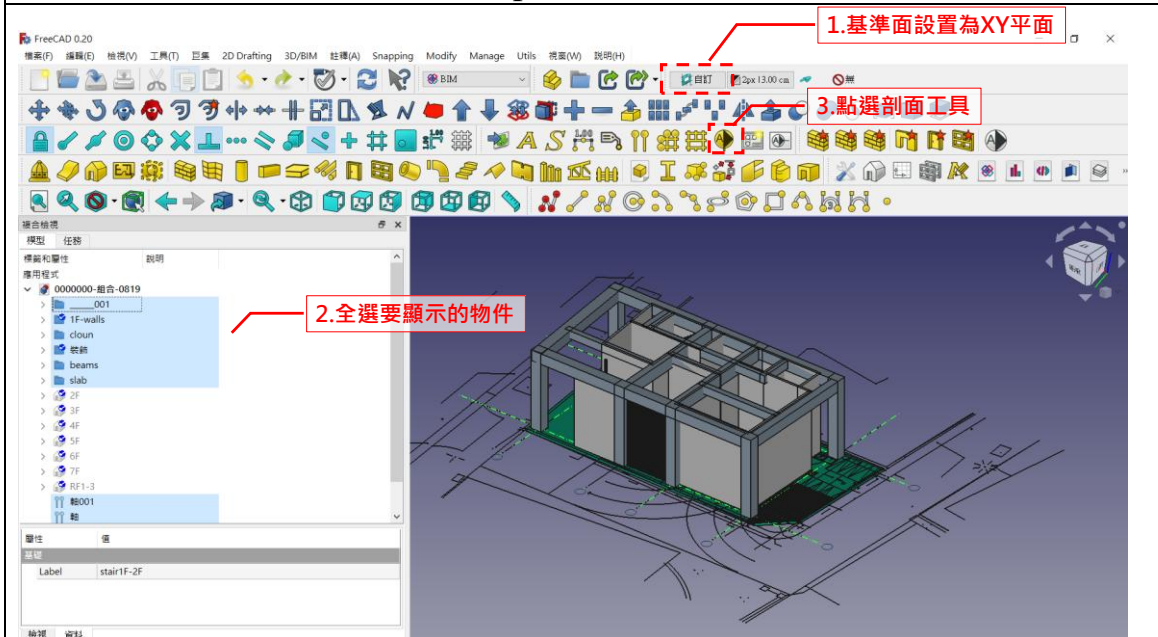 1.基準面設置為XY平面
FreeCAD 0.20
檔案(F) 編輯(E) 檢視(V) 工具(T) 巨集 2D Drafting 3D/BIM 註釋(A) Snapping Modify Manage Utils 視窗(W) 說明(H)
BIM 自訂 2px 13.00 cm 無
3.點選剖面工具
複合檢視
模型 任務
標籤和屬性 說明
應用程式
0000000-組合-0819
_____001
1F-walls
cloun
裝飾
beams
slab
2F
3F
4F
5F
6F
7F
RF1-3
軸001
軸
2.全選要顯示的物件
屬性 值
基礎
Label stair1F-2F
檢視 資料